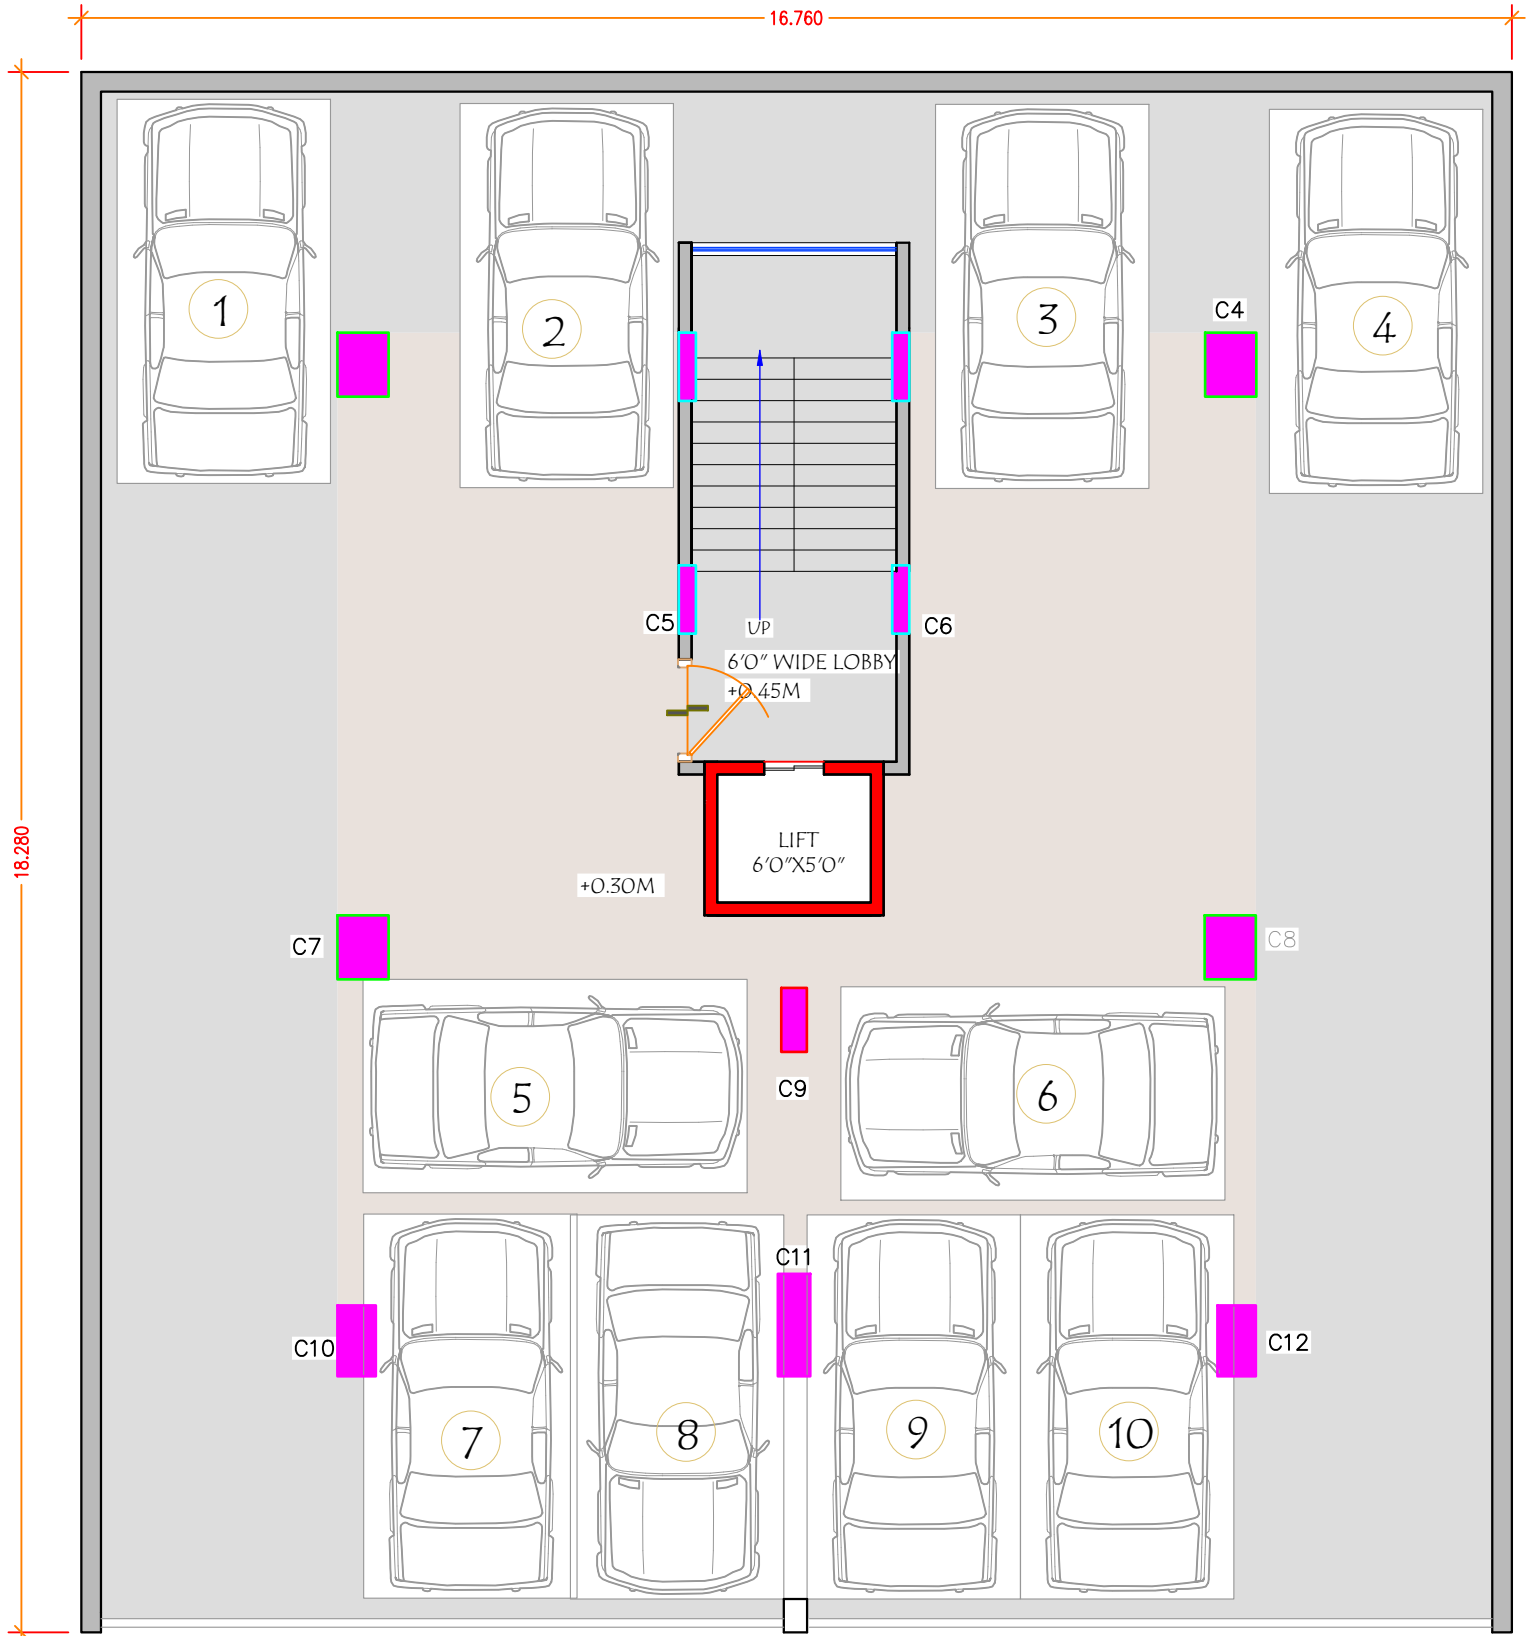 16.760
18.280
1
2
3
4
C4
C5
UP
C6
6'0" WIDE LOBBY
+0.45M
LIFT
6'0"X5'0"
+0.30M
C7
C8
C9
5
6
C11
C10
C12
7
8
9
10